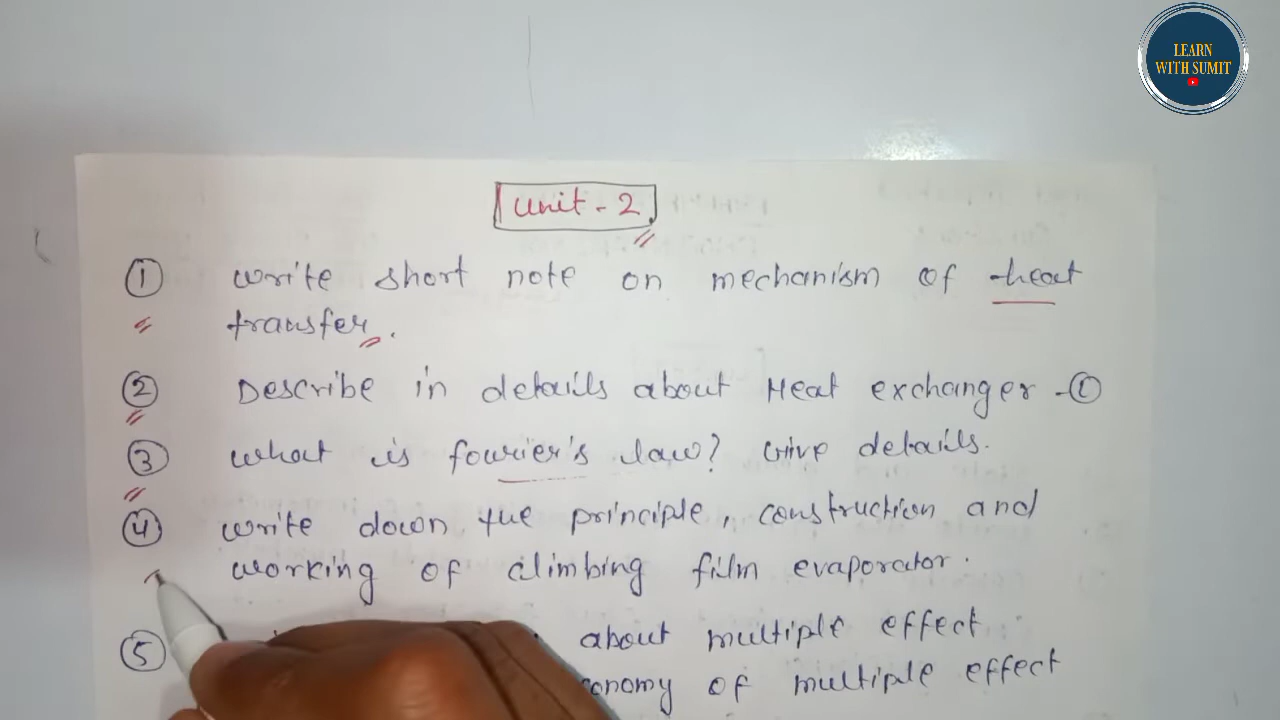 LEARN
WITH SUMIT
Unit - 2
① Write short note on mechanism of heat
transfer.
② Describe in details about Heat exchanger - ①
③ What is fourier's law? Give details.
④ Write down the principle, construction and
working of climbing film evaporator.
⑤ about multiple effect
of multiple effect